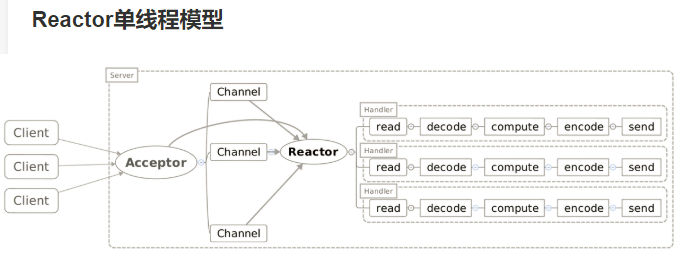 Reactor单线程模型
Server
Client
Client
Client
Acceptor
Channel
Channel
Channel
Reactor
Handler
read decode compute encode send
Handler
read decode compute encode send
Handler
read decode compute encode send